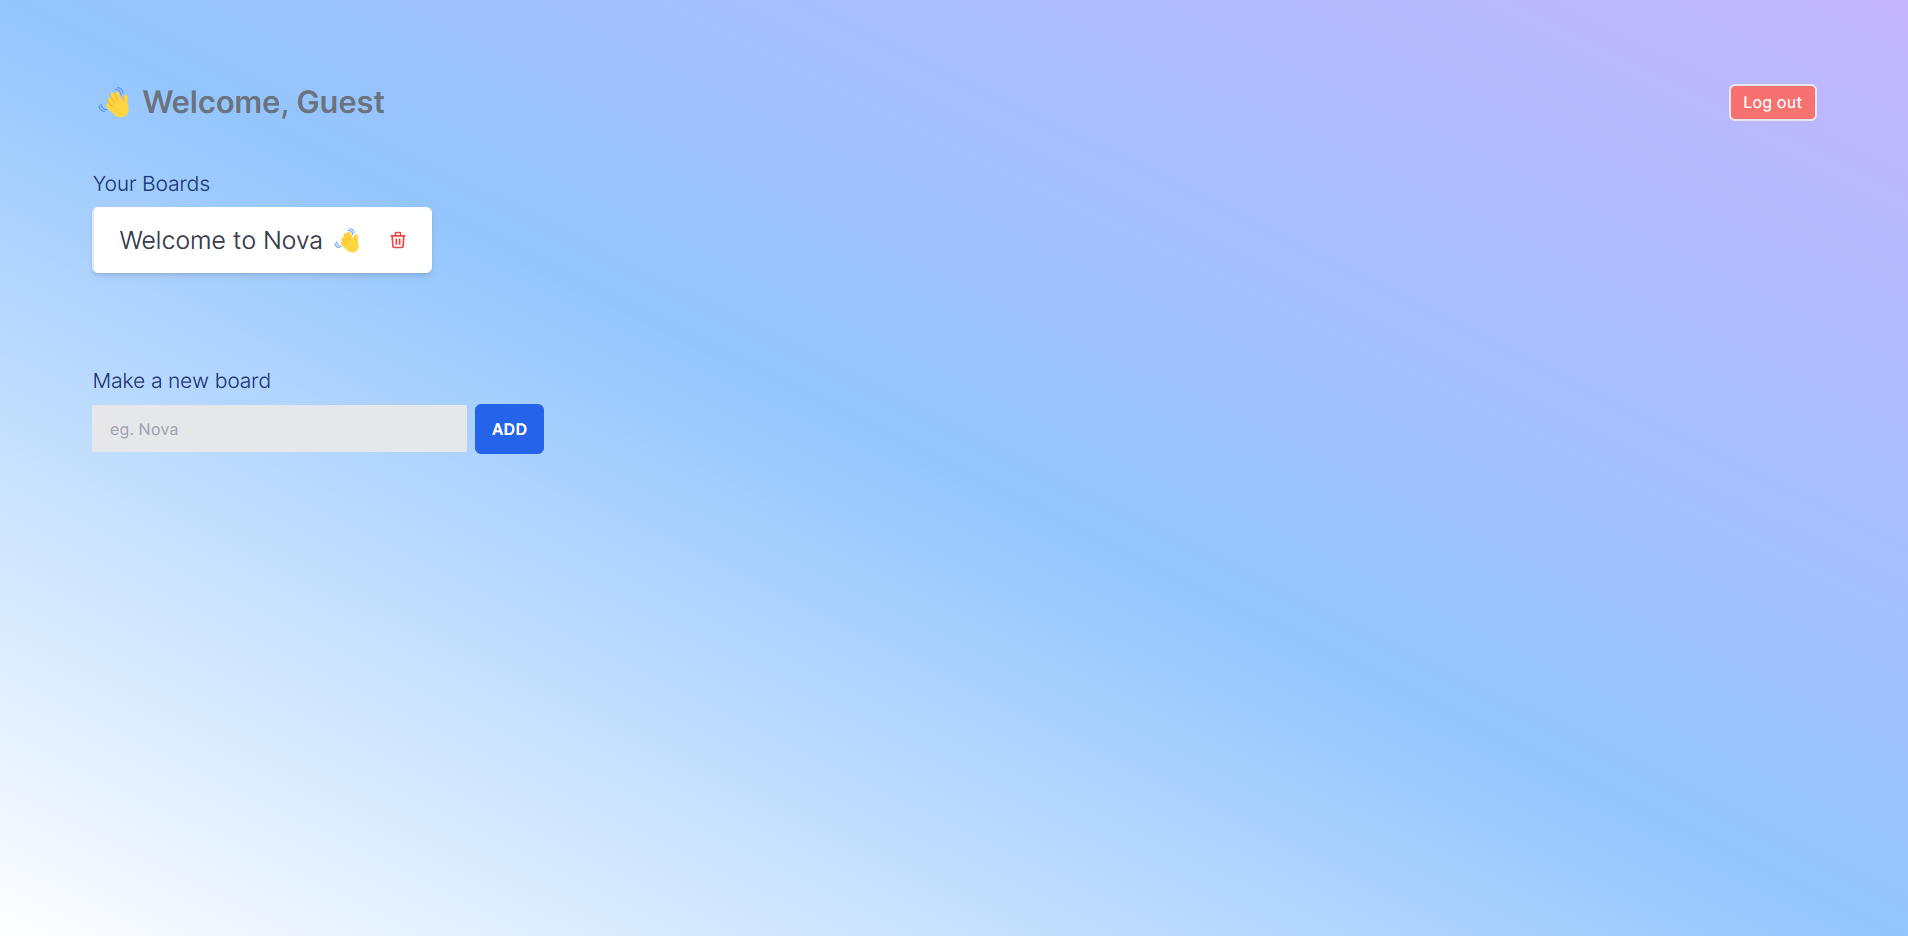 👋 Welcome, Guest
Log out
Your Boards
Welcome to Nova 👋
Make a new board
eg. Nova
ADD